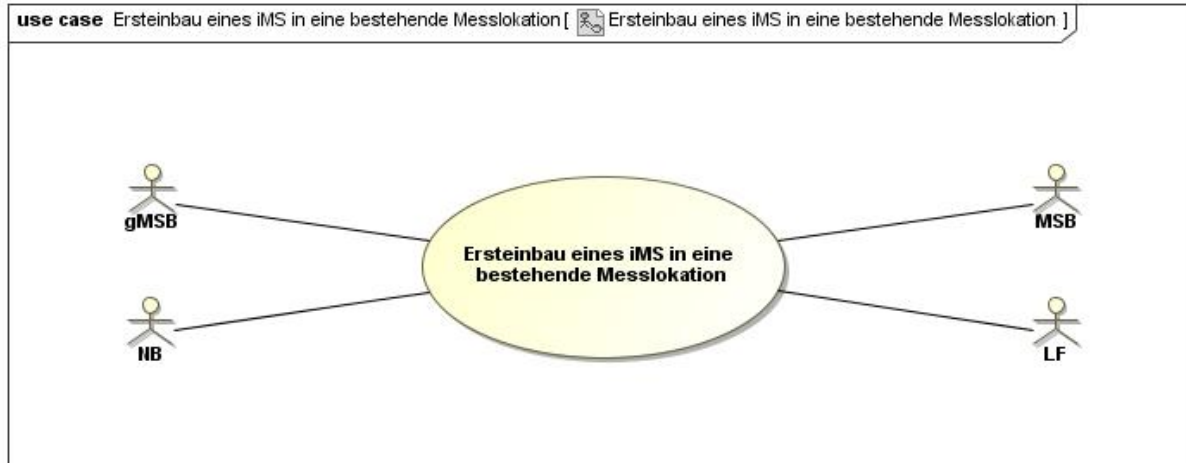 use case Ersteinbau eines iMS in eine bestehende Messlokation [ Ersteinbau eines iMS in eine bestehende Messlokation ]
gMSB
MSB
Ersteinbau eines iMS in eine
bestehende Messlokation
NB
LF